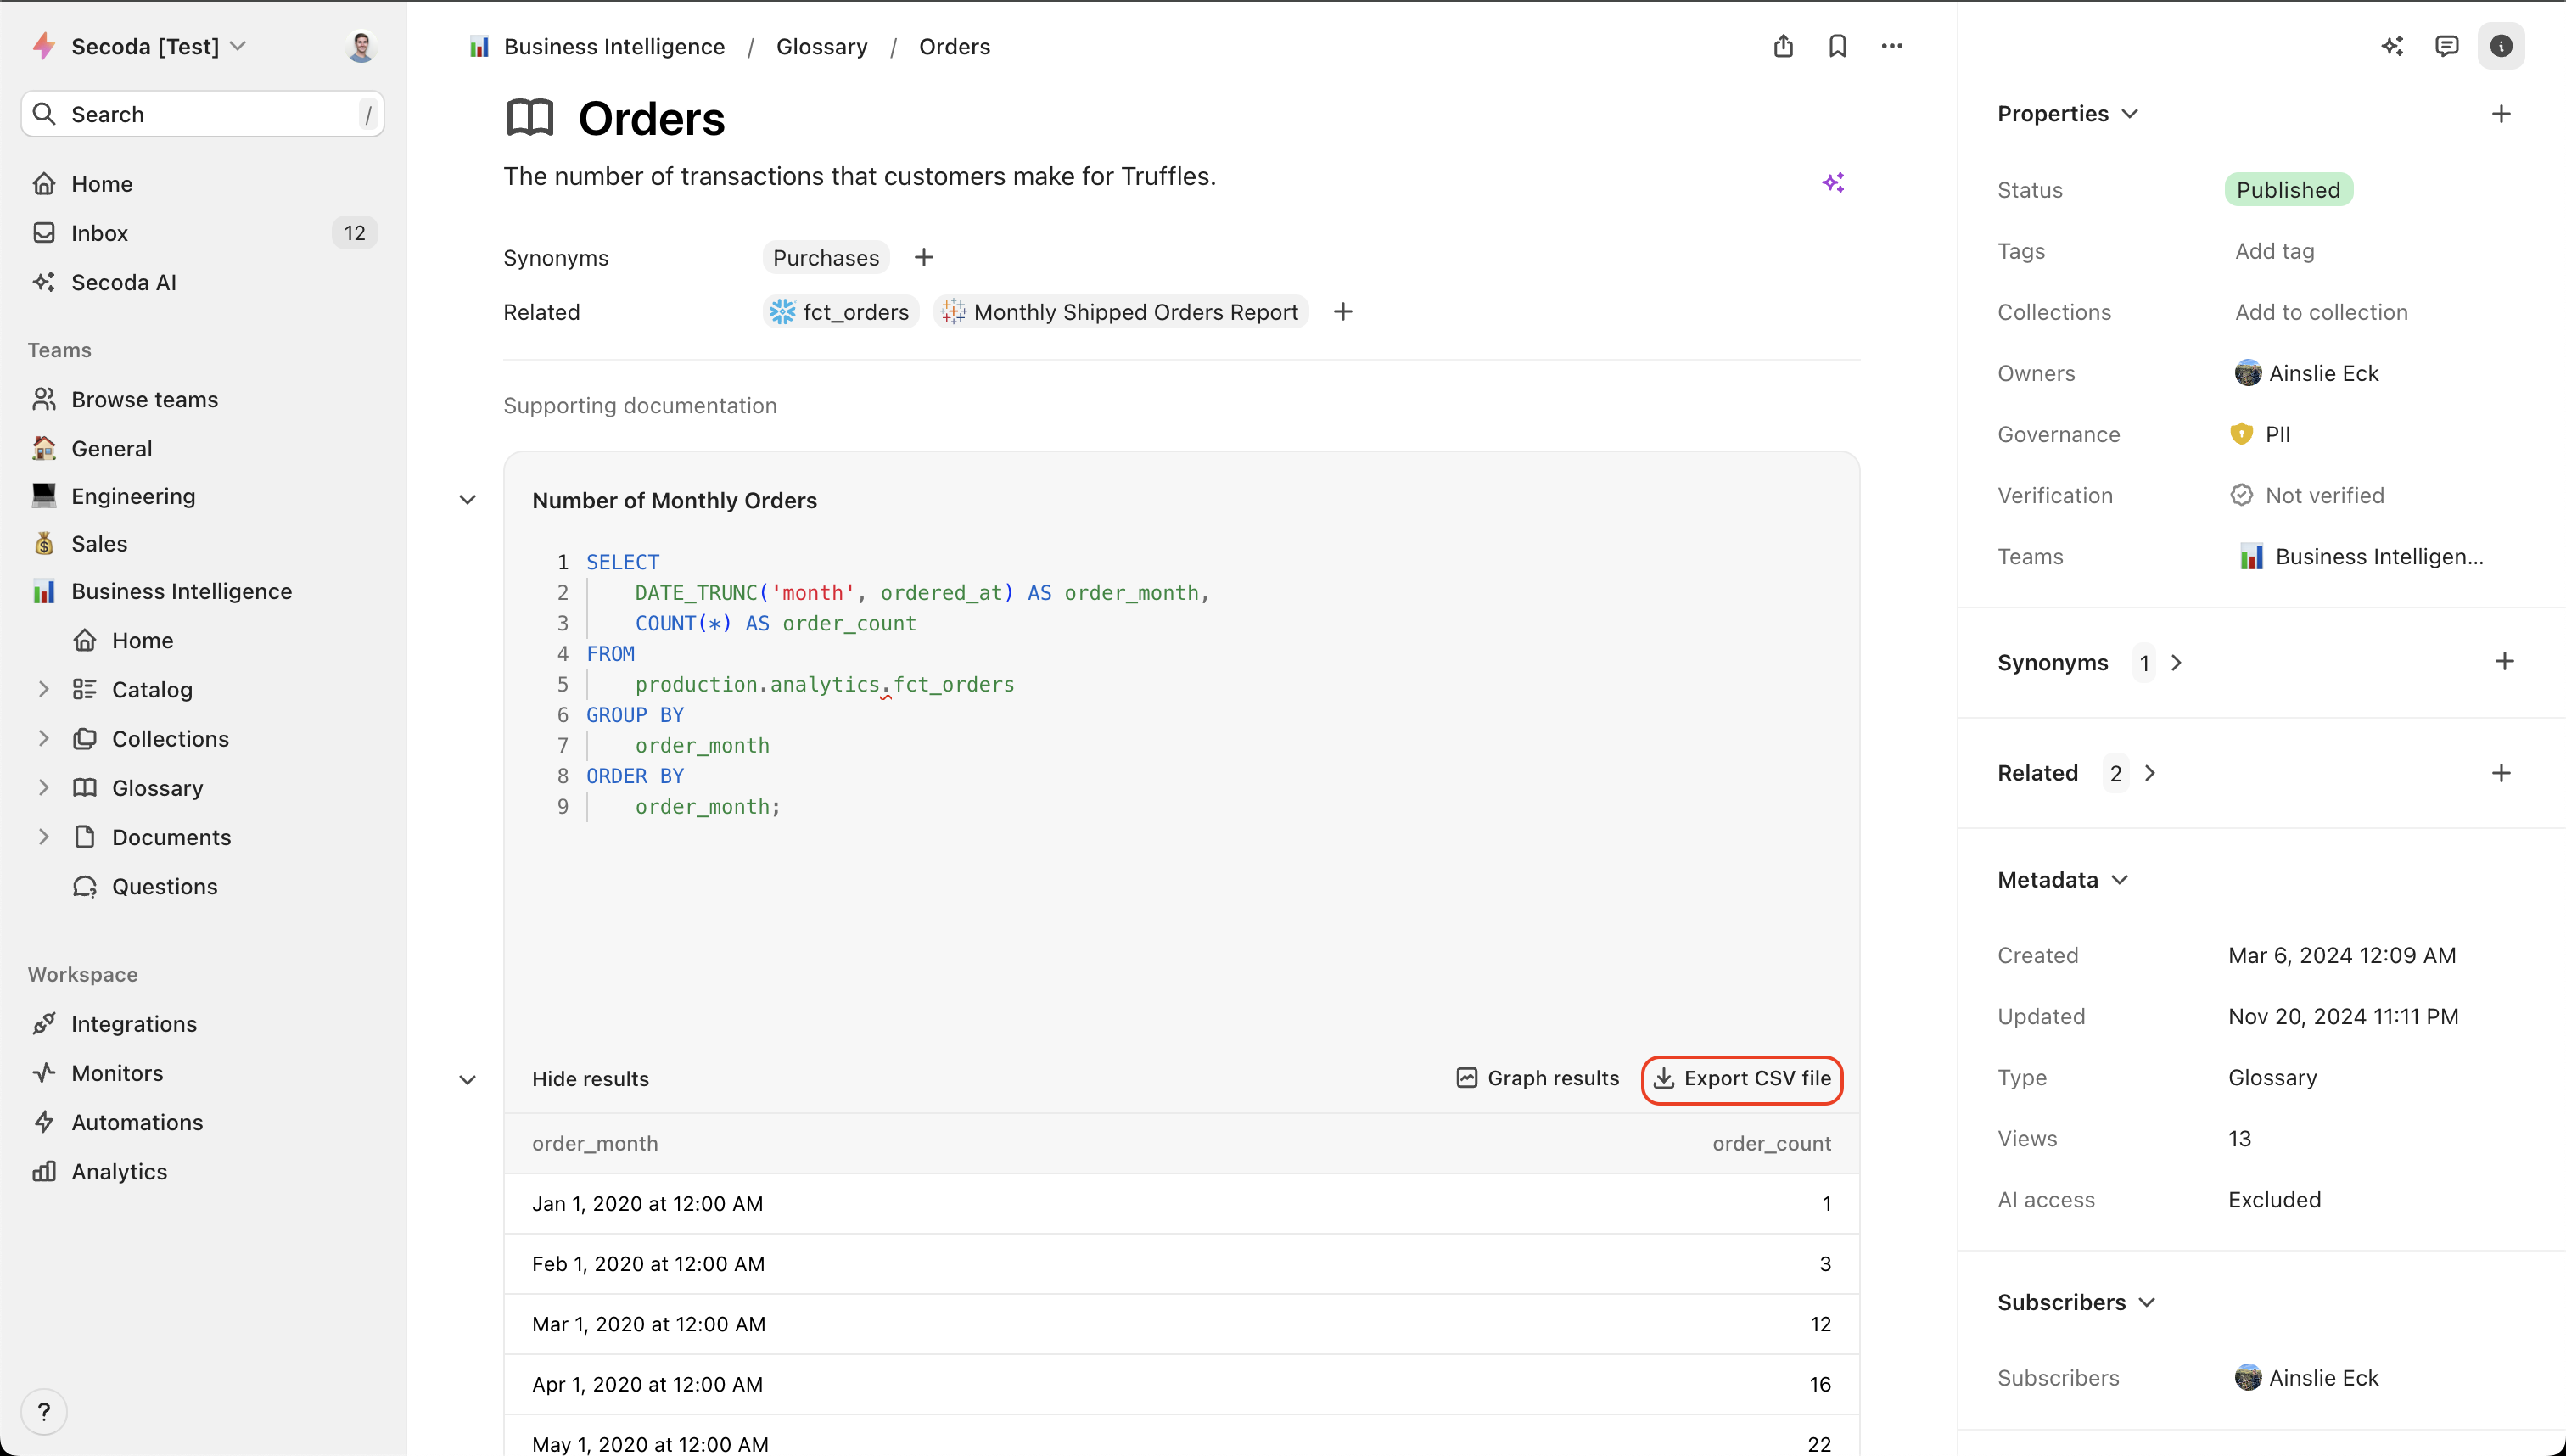 Secoda [Test]
Search /
Home
Inbox 12
Secoda AI
Teams
Browse teams
General
Engineering
Sales
Business Intelligence
Home
Catalog
Collections
Glossary
Documents
Questions
Workspace
Integrations
Monitors
Automations
Analytics
?
Business Intelligence / Glossary / Orders
Orders
The number of transactions that customers make for Truffles.
Synonyms Purchases +
Related fct_orders Monthly Shipped Orders Report +
Supporting documentation
Number of Monthly Orders
1 SELECT
2 DATE_TRUNC('month', ordered_at) AS order_month,
3 COUNT(*) AS order_count
4 FROM
5 production.analytics.fct_orders
6 GROUP BY
7 order_month
8 ORDER BY
9 order_month;
Hide results Graph results Export CSV file
order_month order_count
Jan 1, 2020 at 12:00 AM 1
Feb 1, 2020 at 12:00 AM 3
Mar 1, 2020 at 12:00 AM 12
Apr 1, 2020 at 12:00 AM 16
May 1, 2020 at 12:00 AM 22
Properties
Status Published
Tags Add tag
Collections Add to collection
Owners Ainslie Eck
Governance PII
Verification Not verified
Teams Business Intelligen...
Synonyms 1
Related 2
Metadata
Created Mar 6, 2024 12:09 AM
Updated Nov 20, 2024 11:11 PM
Type Glossary
Views 13
AI access Excluded
Subscribers
Subscribers Ainslie Eck